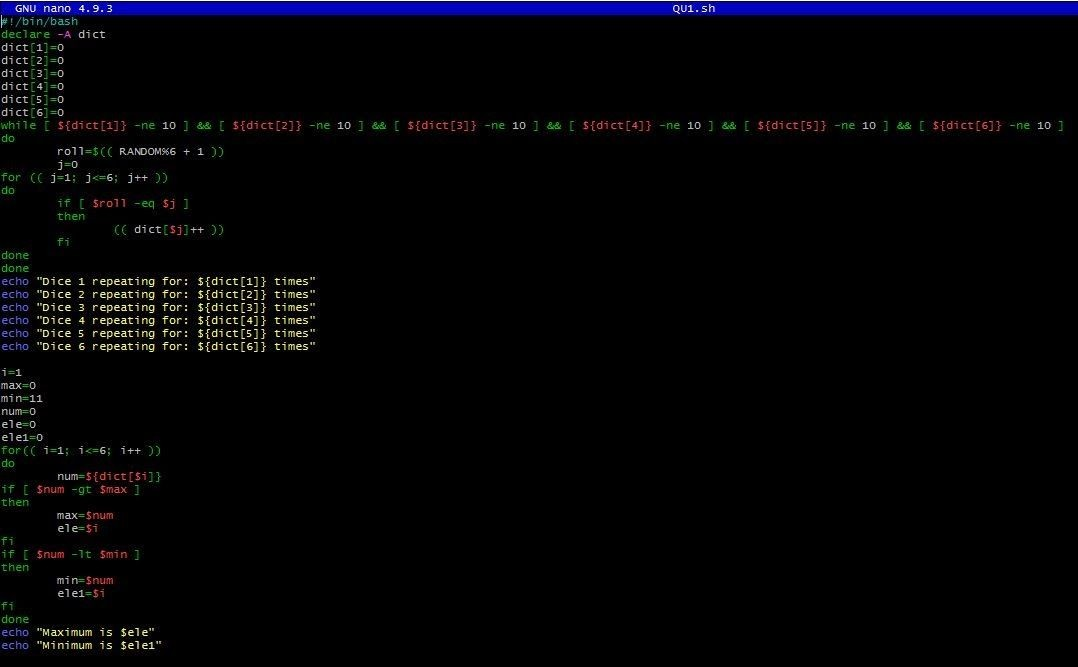 GNU nano 4.9.3 QU1.sh
#!/bin/bash
declare -A dict
dict[1]=0
dict[2]=0
dict[3]=0
dict[4]=0
dict[5]=0
dict[6]=0
while [ ${dict[1]} -ne 10 ] && [ ${dict[2]} -ne 10 ] && [ ${dict[3]} -ne 10 ] && [ ${dict[4]} -ne 10 ] && [ ${dict[5]} -ne 10 ] && [ ${dict[6]} -ne 10 ]
do
        roll=$(( RANDOM%6 + 1 ))
        j=0
for (( j=1; j<=6; j++ ))
do
        if [ $roll -eq $j ]
        then
                (( dict[$j]++ ))
        fi
done
done
echo "Dice 1 repeating for: ${dict[1]} times"
echo "Dice 2 repeating for: ${dict[2]} times"
echo "Dice 3 repeating for: ${dict[3]} times"
echo "Dice 4 repeating for: ${dict[4]} times"
echo "Dice 5 repeating for: ${dict[5]} times"
echo "Dice 6 repeating for: ${dict[6]} times"
i=1
max=0
min=11
num=0
ele=0
ele1=0
for(( i=1; i<=6; i++ ))
do
        num=${dict[$i]}
if [ $num -gt $max ]
then
        max=$num
        ele=$i
fi
if [ $num -lt $min ]
then
        min=$num
        ele1=$i
fi
done
echo "Maximum is $ele"
echo "Minimum is $ele1"